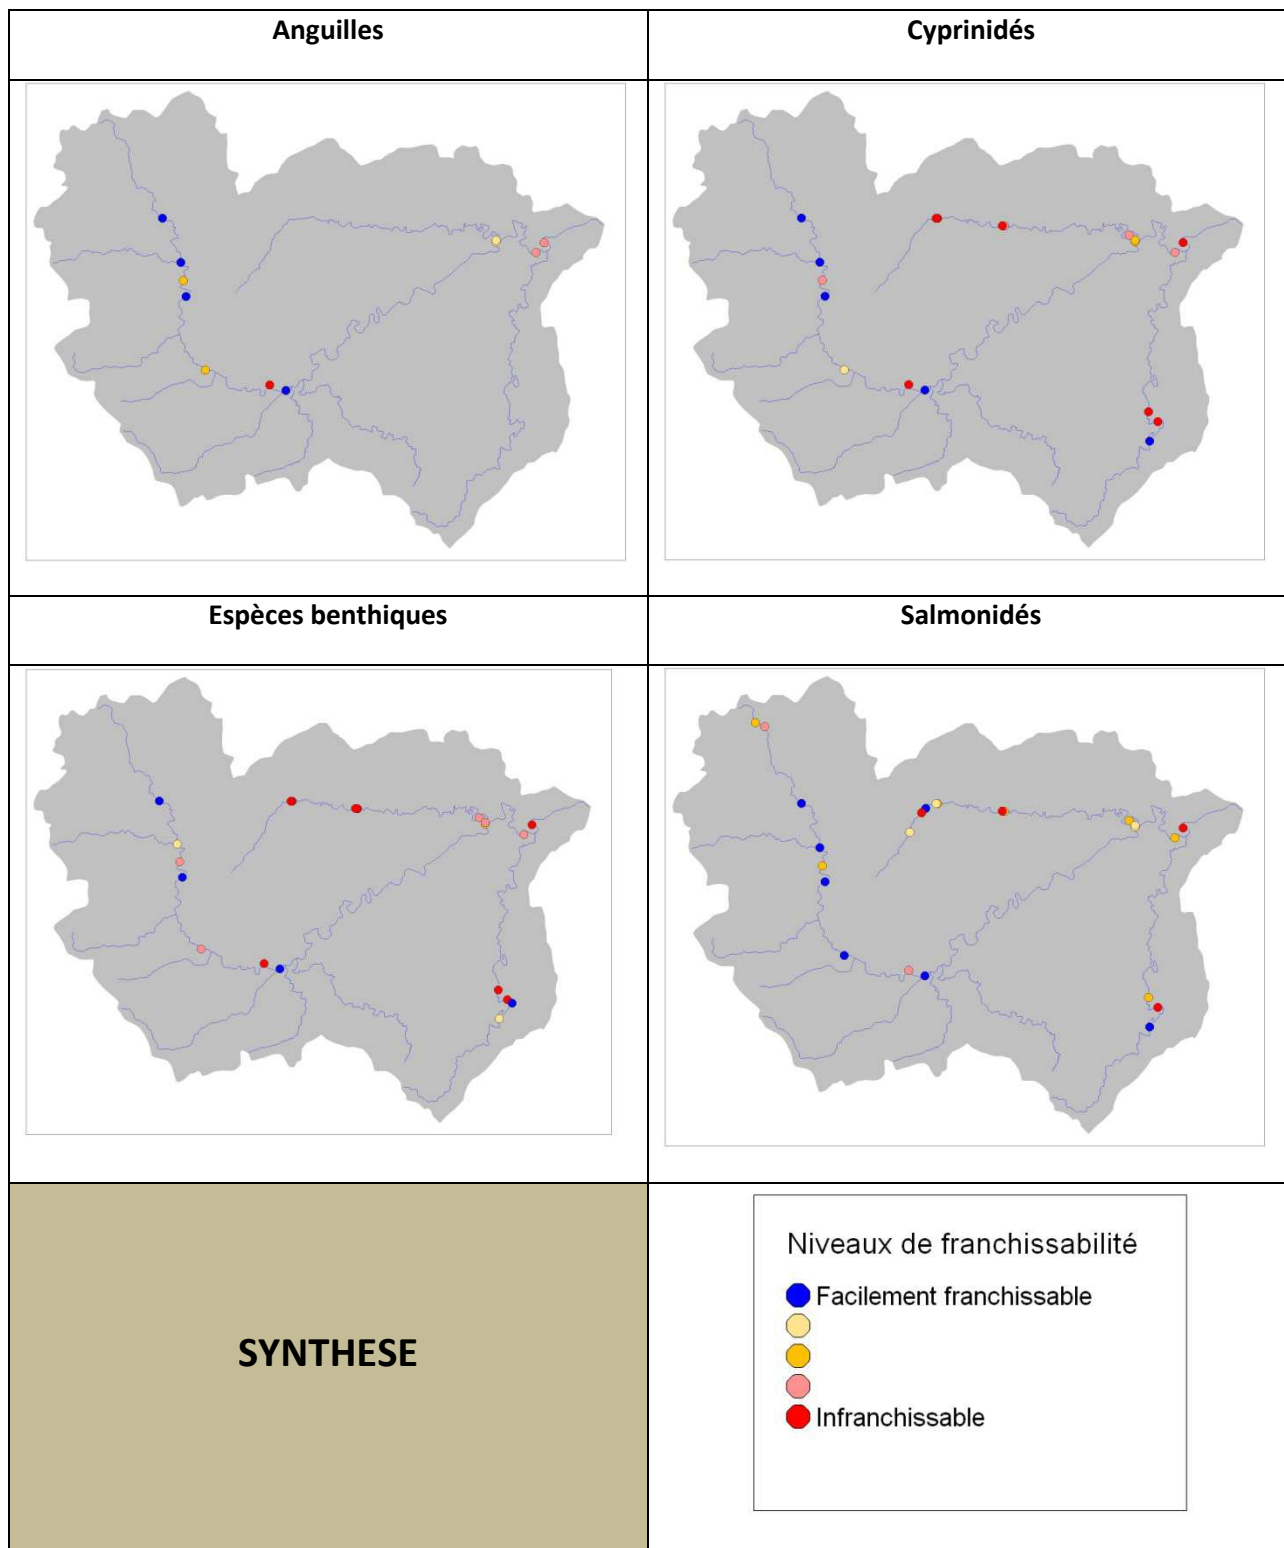 Anguilles
Cyprinidés
Espèces benthiques
Salmonidés
SYNTHESE
Niveaux de franchissabilité
Facilement franchissable
Infranchissable